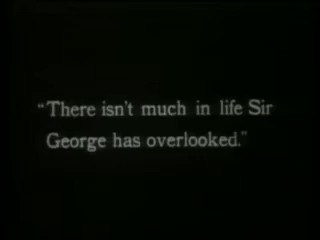 “There isn't much in life Sir
George has overlooked.”